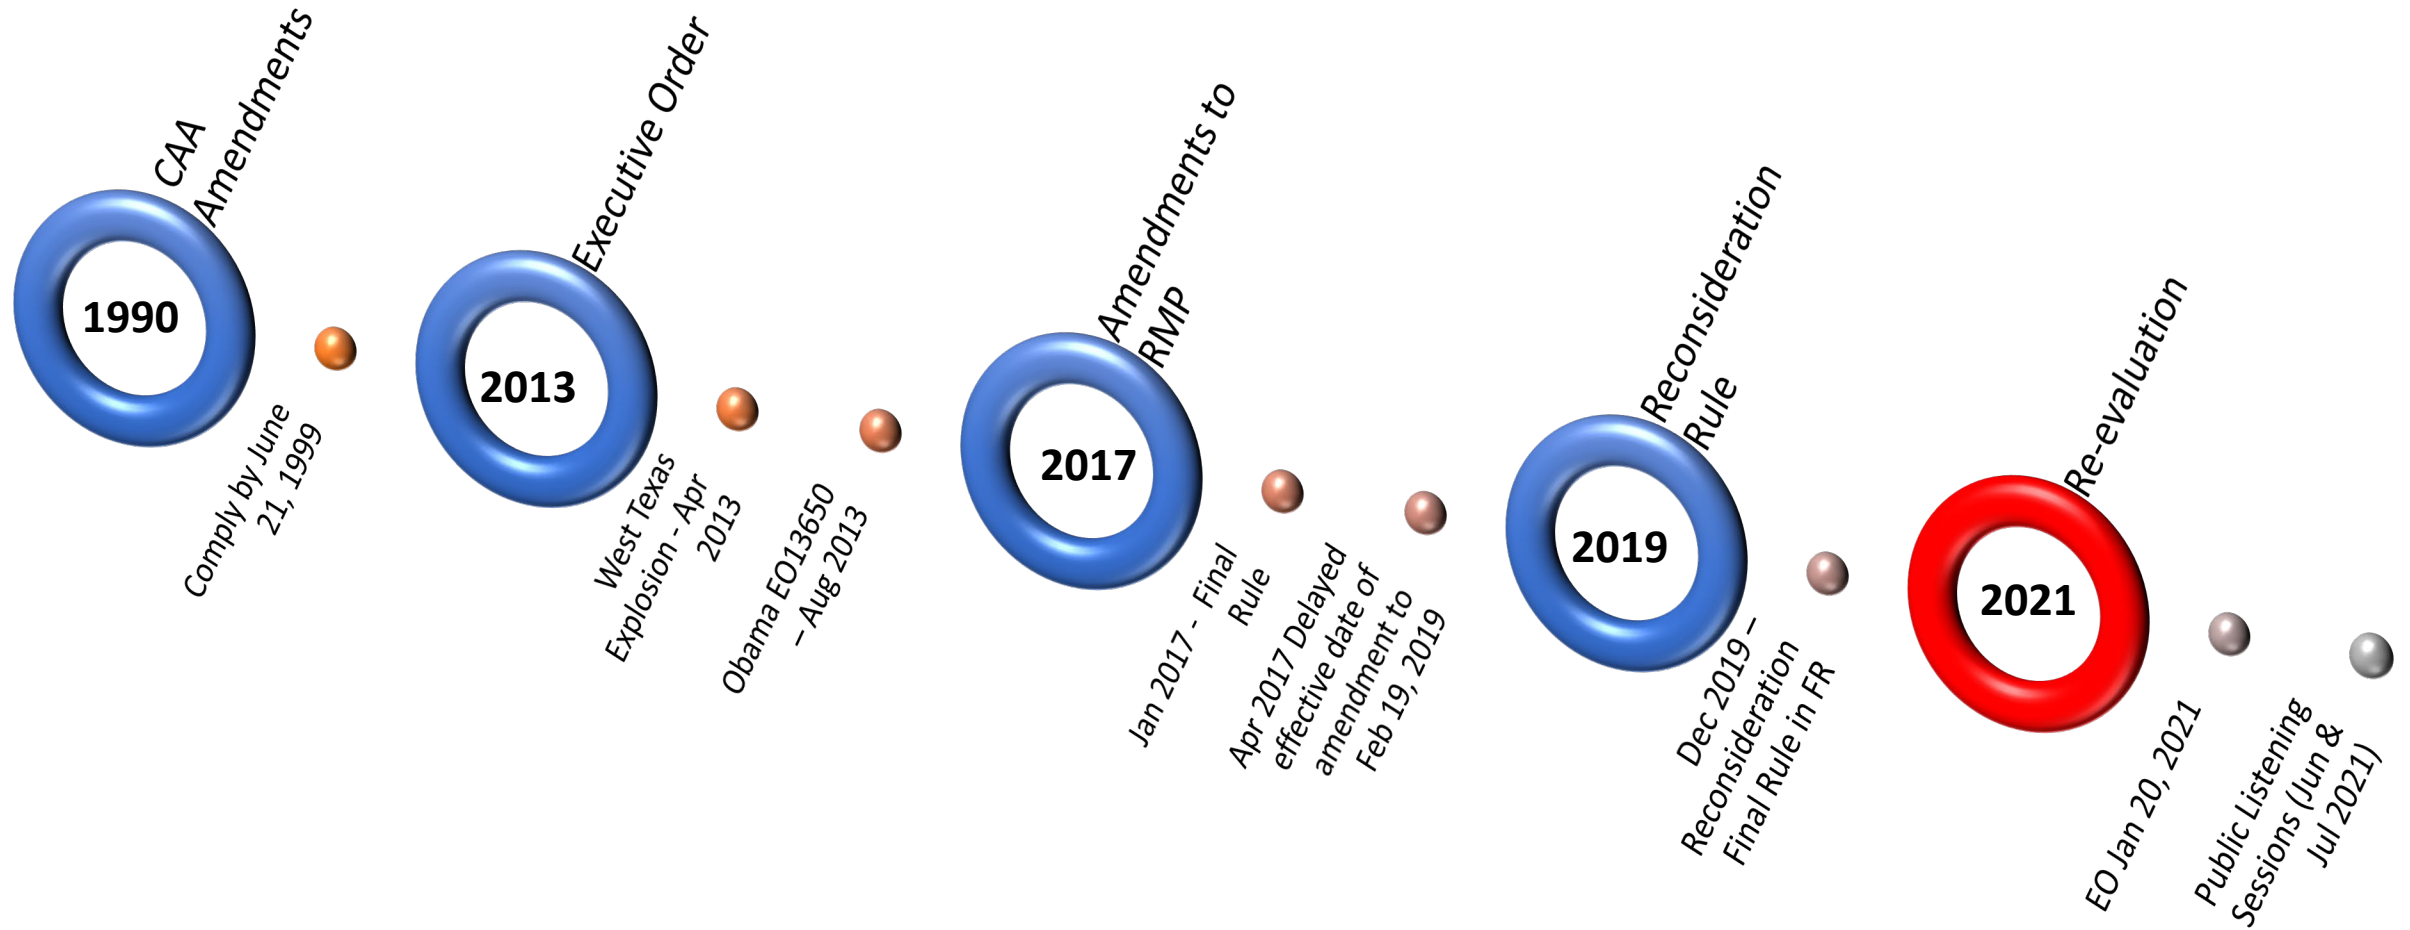 CAA
Amendments
1990
Comply by June
21, 1999
Executive Order
2013
West Texas
Explosion - Apr
2013
Obama EO13650
– Aug 2013
Amendments to
RMP
2017
Jan 2017 - Final
Rule
Apr 2017 Delayed
effective date of
amendment to
Feb 19, 2019
Reconsideration
Rule
2019
Dec 2019 –
Reconsideration
Final Rule in FR
Re-evaluation
2021
EO Jan 20, 2021
Public Listening
Sessions (Jun &
Jul 2021)